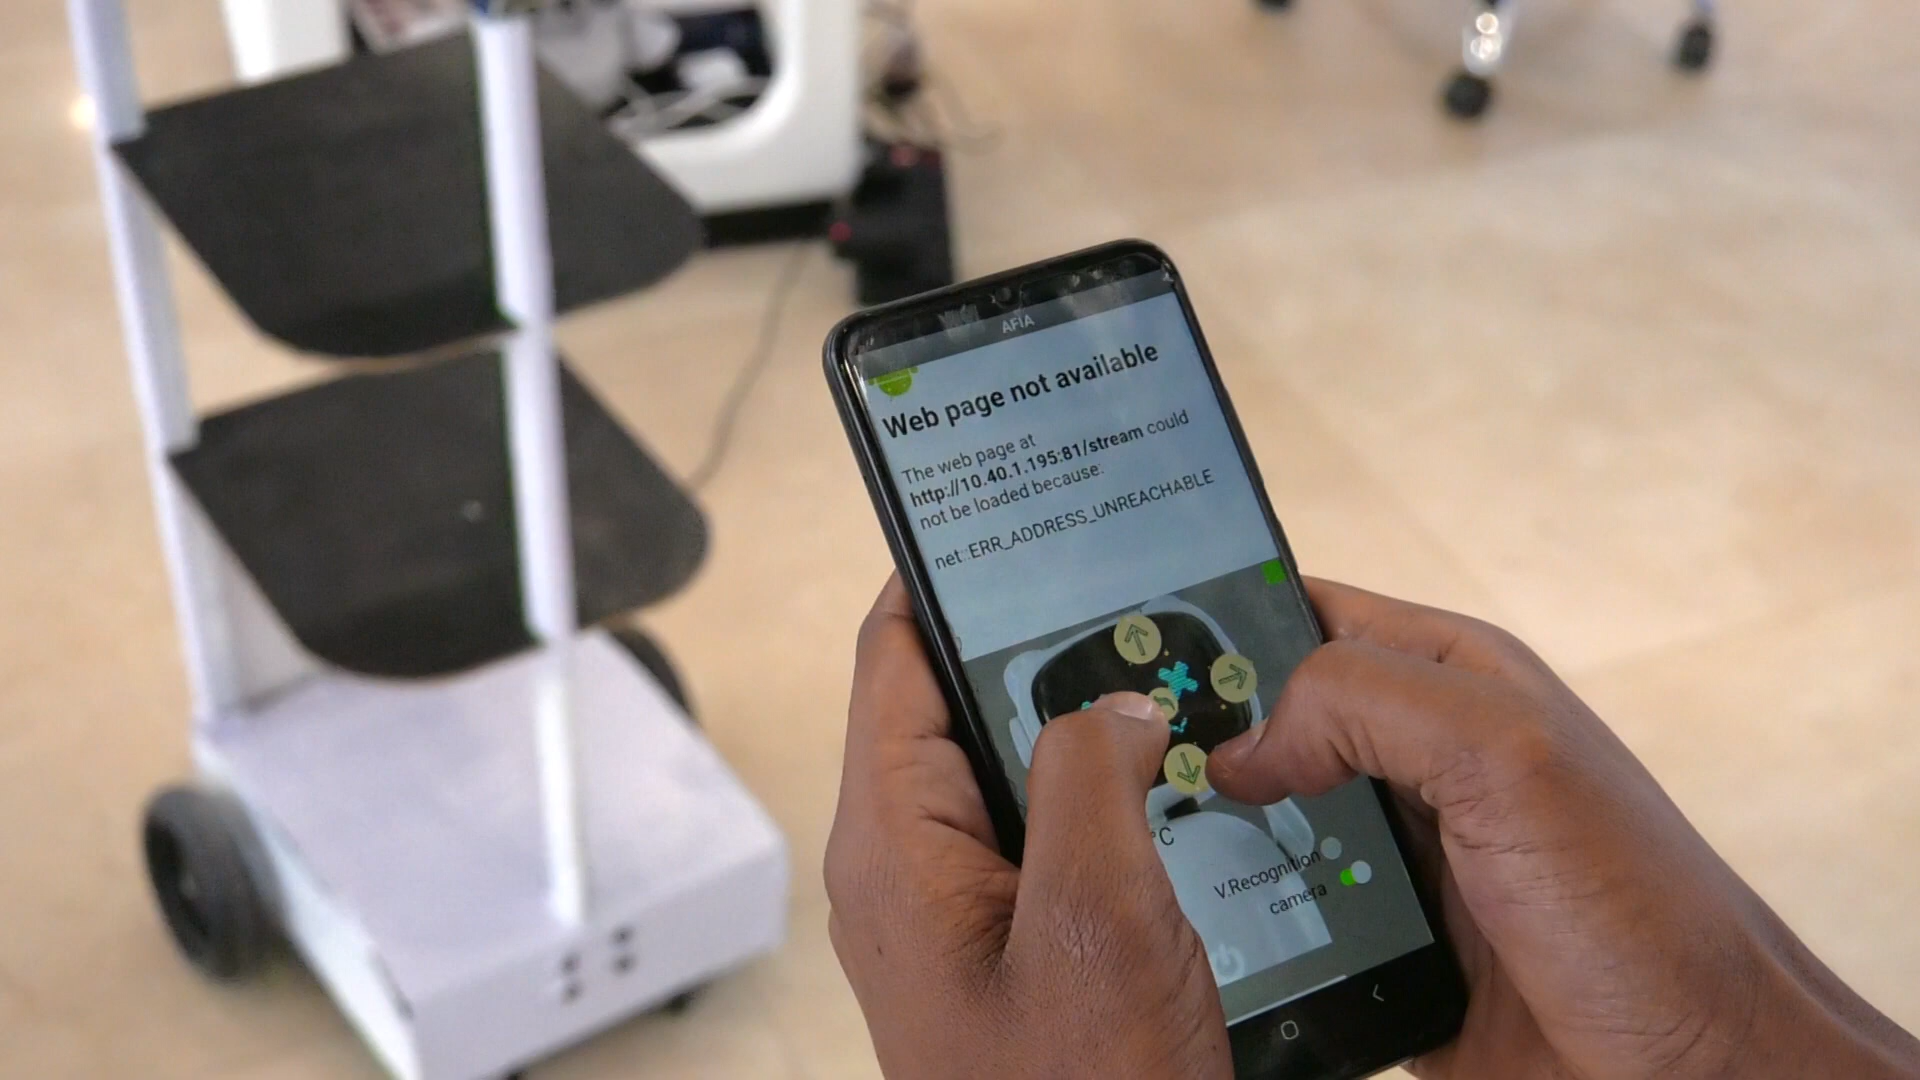 AFIA
Web page not available
The web page at
http://10.40.1.195:81/stream could
not be loaded because:
net::ERR_ADDRESS_UNREACHABLE
°C
V.Recognition
camera